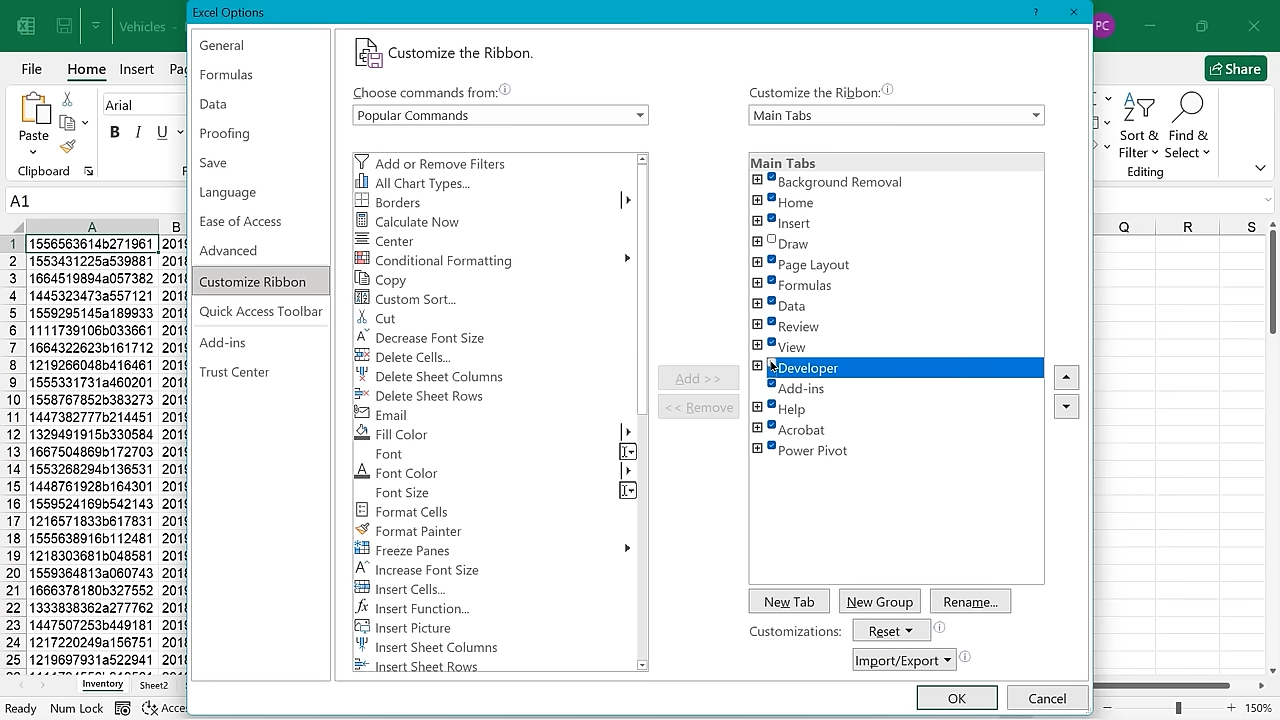 Excel Options
?
Vehicles -
PC
File
Home
Insert
Share
Paste
Arial
B I U
Clipboard
Sort &
Filter
Find &
Select
Editing
A1
A
B
Q
R
S
1 1556563614b271961
2 1553431225a539881
3 1664519894a057382
4 1445323473a557121
5 1559295145a189933
6 1111739106b033661
7 1664322623b161712
8 1219266048b416461
9 1555331731a460201
10 1558767852b383273
11 1447382777b214451
12 1329491915b330584
13 1667504869b172703
14 1553268294b136531
15 1448761928b164301
16 1559524169b542143
17 1216571833b617831
18 1555638916b112481
19 1218303681b048581
20 1559364813a060743
21 1666378180b327552
22 1333838362a277762
23 1447507253b449181
24 1217220249a156751
25 1219697931a522941
Inventory
Sheet2
Ready
Num Lock
150%
General
Formulas
Data
Proofing
Save
Language
Ease of Access
Advanced
Customize Ribbon
Quick Access Toolbar
Add-ins
Trust Center
Customize the Ribbon.
Choose commands from:
Popular Commands
Add or Remove Filters
All Chart Types...
Borders
Calculate Now
Center
Conditional Formatting
Copy
Custom Sort...
Cut
Decrease Font Size
Delete Cells...
Delete Sheet Columns
Delete Sheet Rows
Email
Fill Color
Font
Font Color
Font Size
Format Cells
Format Painter
Freeze Panes
Increase Font Size
Insert Cells...
Insert Function...
Insert Picture
Insert Sheet Columns
Insert Sheet Rows
Add >>
<< Remove
Customize the Ribbon:
Main Tabs
Main Tabs
Background Removal
Home
Insert
Draw
Page Layout
Formulas
Data
Review
View
Developer
Add-ins
Help
Acrobat
Power Pivot
New Tab
New Group
Rename...
Customizations:
Reset
Import/Export
OK
Cancel